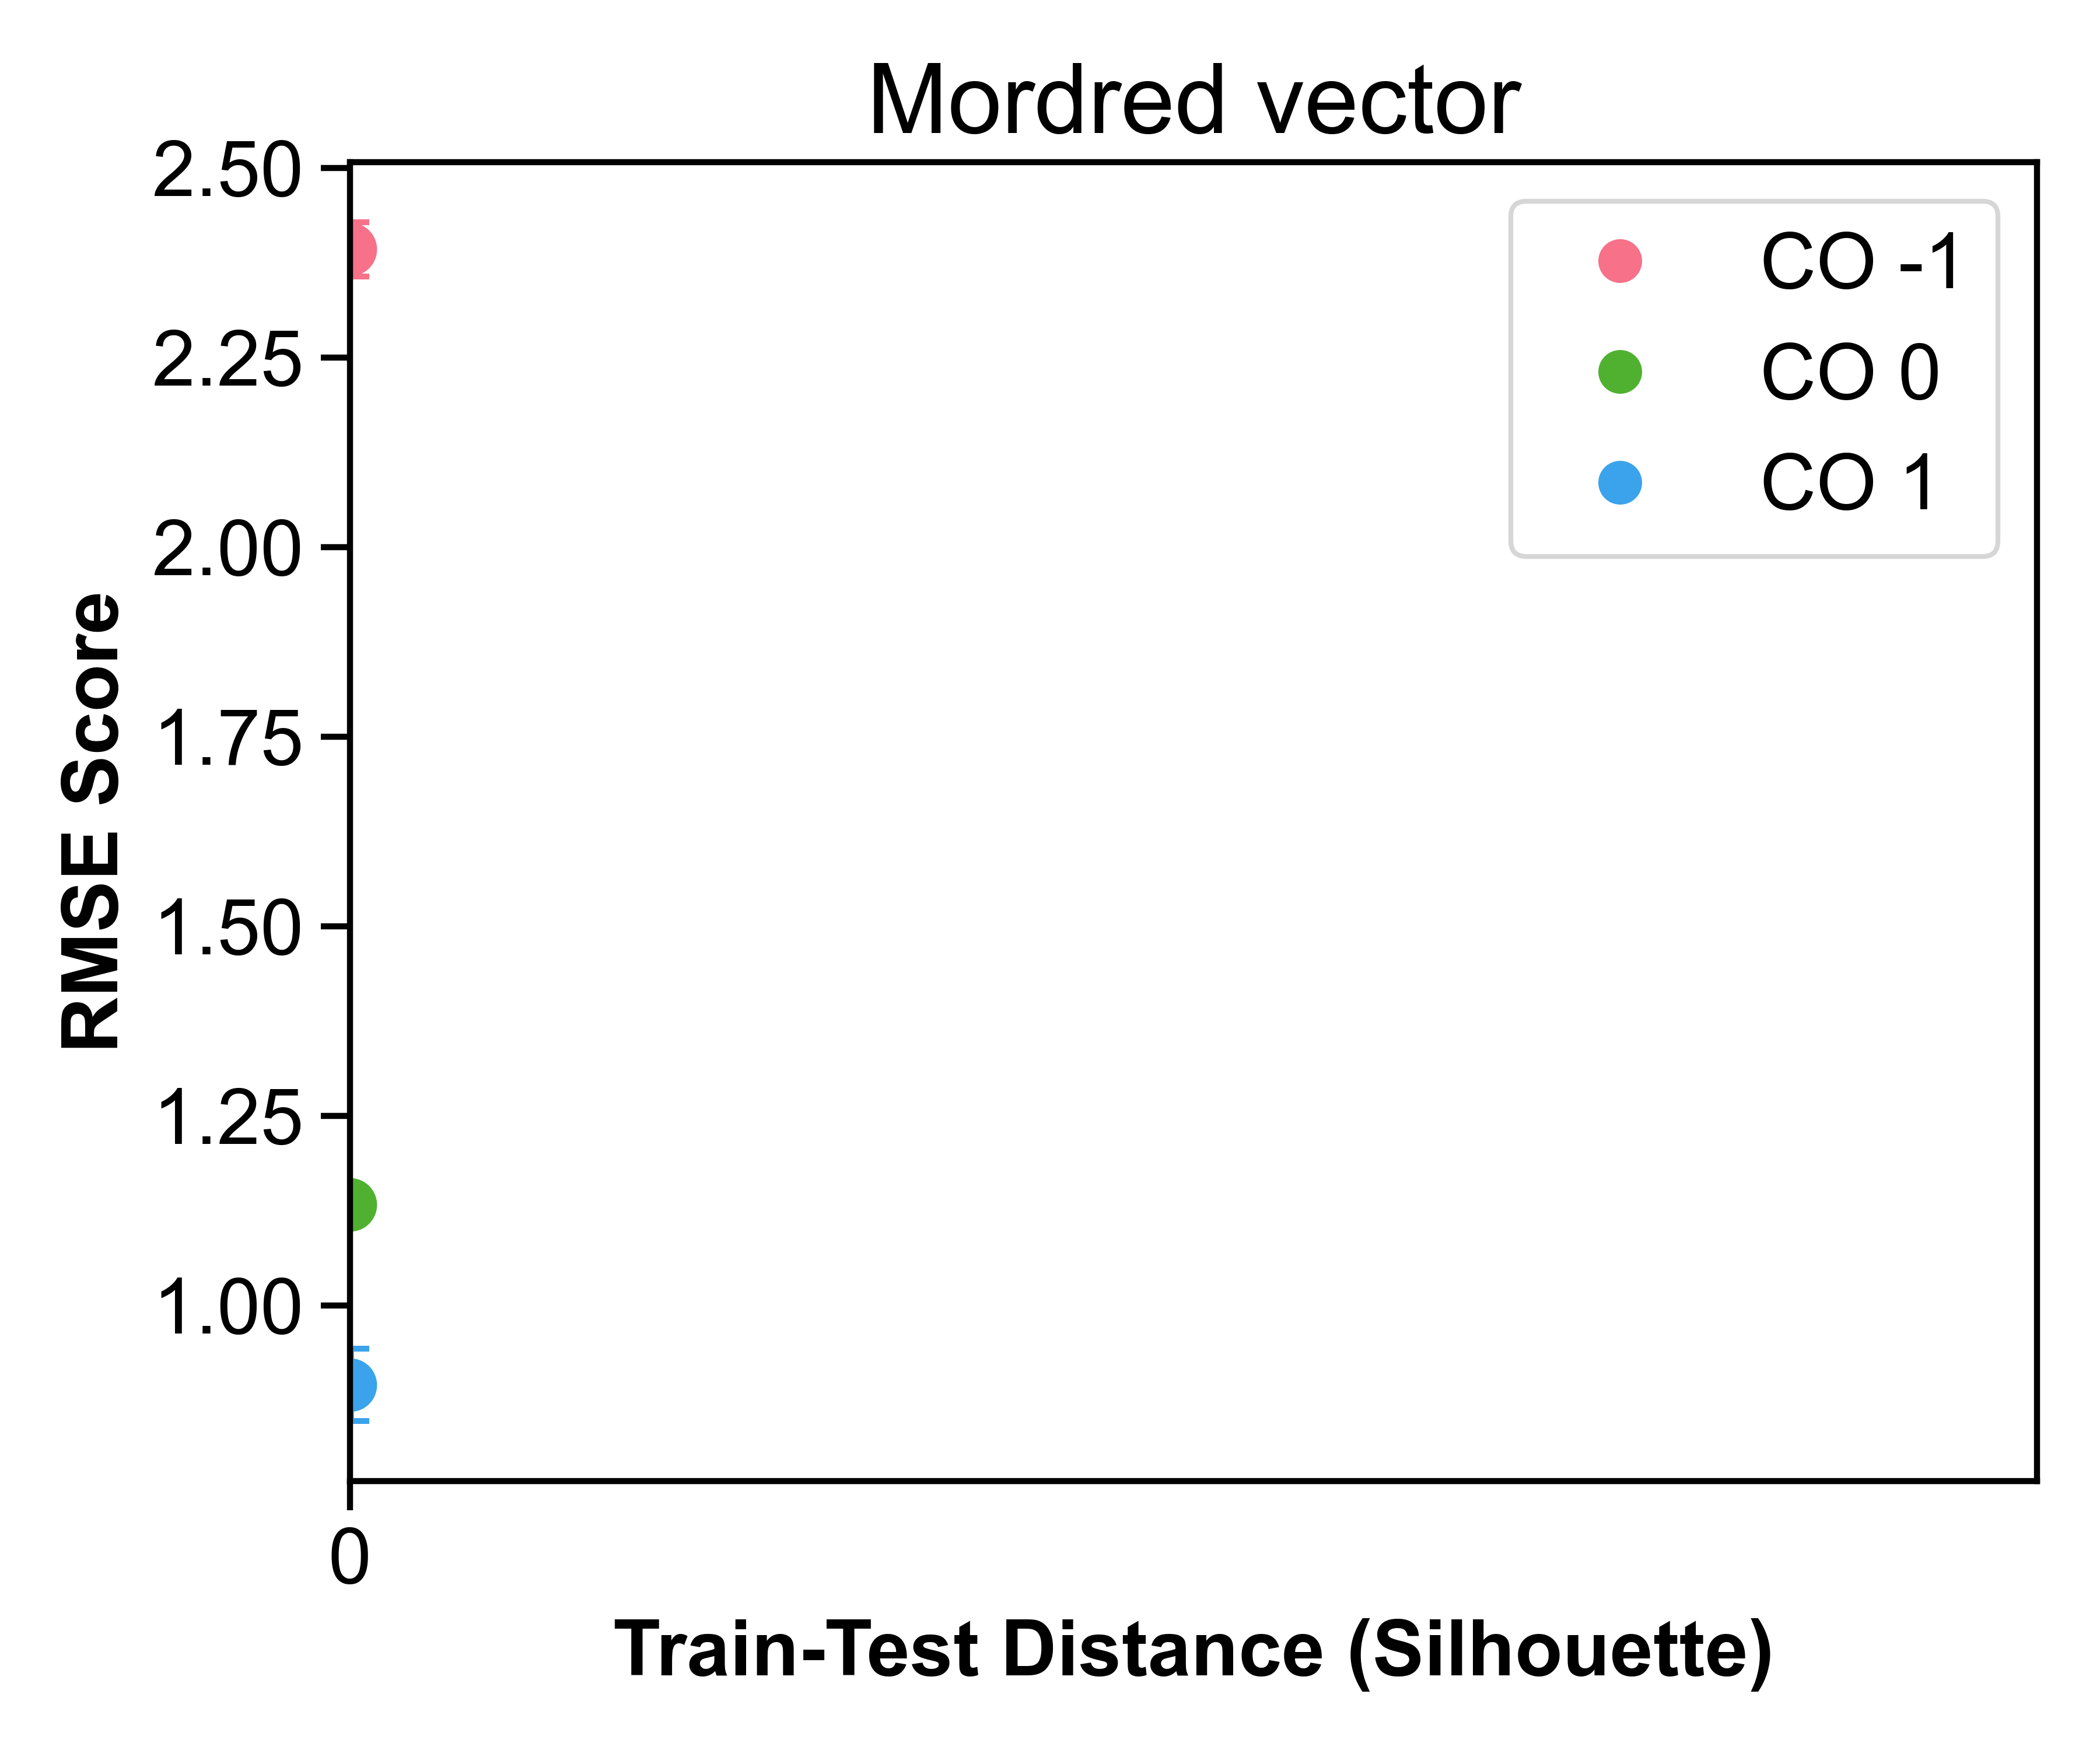 Mordred vector
2.50
2.25
2.00
1.75
1.50
1.25
1.00
RMSE Score
CO -1
CO 0
CO 1
0
Train-Test Distance (Silhouette)